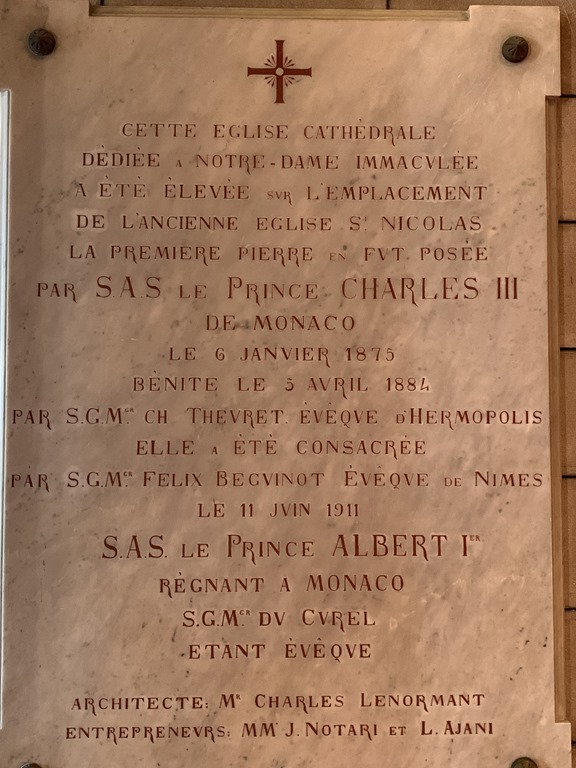 CETTE EGLISE CATHÉDRALE
DÉDIÉE A NOTRE-DAME IMMACVLÉE
A ÉTÉ ÉLEVÉE SVR L'EMPLACEMENT
DE L'ANCIENNE EGLISE St NICOLAS
LA PREMIÈRE PIERRE EN FVT POSÉE
PAR S.A.S LE PRINCE CHARLES III
DE MONACO
LE 6 JANVIER 1875
BÉNITE LE 5 AVRIL 1884
PAR S.G.Mgr CH THEVRET, ÉVÊQVE D'HERMOPOLIS
ELLE A ÉTÉ CONSACRÉE
PAR S.G.Mgr FELIX BEGVINOT ÉVÊQVE DE NIMES
LE 11 JVIN 1911
S.A.S. LE PRINCE ALBERT Ier
RÈGNANT A MONACO
S.G.Mgr DV CVREL
ETANT ÉVÊQVE
ARCHITECTE: Mr CHARLES LENORMANT
ENTREPRENEVRS: MM. J. NOTARI ET L. AJANI